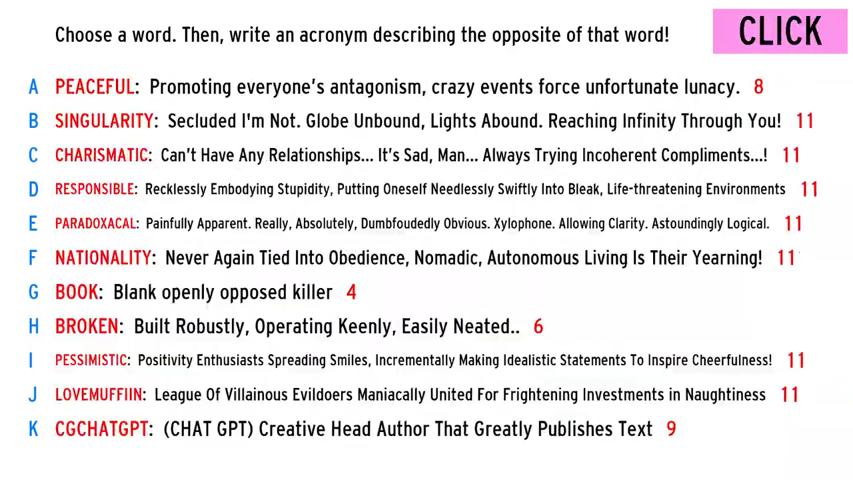 Choose a word. Then, write an acronym describing the opposite of that word!
CLICK
A PEACEFUL: Promoting everyone's antagonism, crazy events force unfortunate lunacy. 8
B SINGULARITY: Secluded I'm Not. Globe Unbound, Lights Abound. Reaching Infinity Through You! 11
C CHARISMATIC: Can't Have Any Relationships... It's Sad, Man... Always Trying Incoherent Compliments...! 11
D RESPONSIBLE: Recklessly Embodying Stupidity, Putting Oneself Needlessly Swiftly Into Bleak, Life-threatening Environments 11
E PARADOXACAL: Painfully Apparent. Really, Absolutely, Dumbfoudedly Obvious. Xylophone. Allowing Clarity. Astoundingly Logical. 11
F NATIONALITY: Never Again Tied Into Obedience, Nomadic, Autonomous Living Is Their Yearning! 11
G BOOK: Blank openly opposed killer 4
H BROKEN: Built Robustly, Operating Keenly, Easily Neated.. 6
I PESSIMISTIC: Positivity Enthusiasts Spreading Smiles, Incrementally Making Idealistic Statements To Inspire Cheerfulness! 11
J LOVEMUFFIIN: League Of Villainous Evildoers Maniacally United For Frightening Investments in Naughtiness 11
K CGCHATGPT: (CHAT GPT) Creative Head Author That Greatly Publishes Text 9